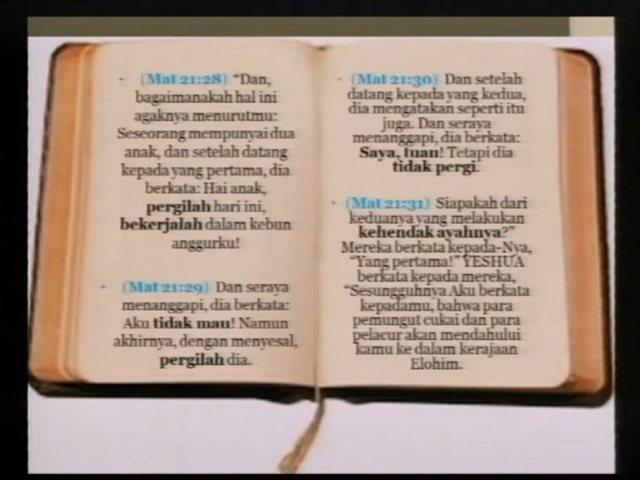 (Mat 21:28) “Dan,
bagaimanakah hal ini
agaknya menurutmu:
Seseorang mempunyai dua
anak, dan setelah datang
kepada yang pertama, dia
berkata: Hai anak,
pergilah hari ini,
bekerjalah dalam kebun
anggurku!
(Mat 21:29) Dan seraya
menanggapi, dia berkata:
Aku tidak mau! Namun
akhirnya, dengan menyesal,
pergilah dia.
(Mat 21:30) Dan setelah
datang kepada yang kedua,
dia mengatakan seperti itu
juga. Dan seraya
menanggapi, dia berkata:
Saya, tuan! Tetapi dia
tidak pergi.
(Mat 21:31) Siapakah dari
keduanya yang melakukan
kehendak ayahnya?”
Mereka berkata kepada-Nya,
“Yang pertama!” YESHUA
berkata kepada mereka,
“Sesungguhnya Aku berkata
kepadamu, bahwa para
pemungut cukai dan para
pelacur akan mendahului
kamu ke dalam kerajaan
Elohim.